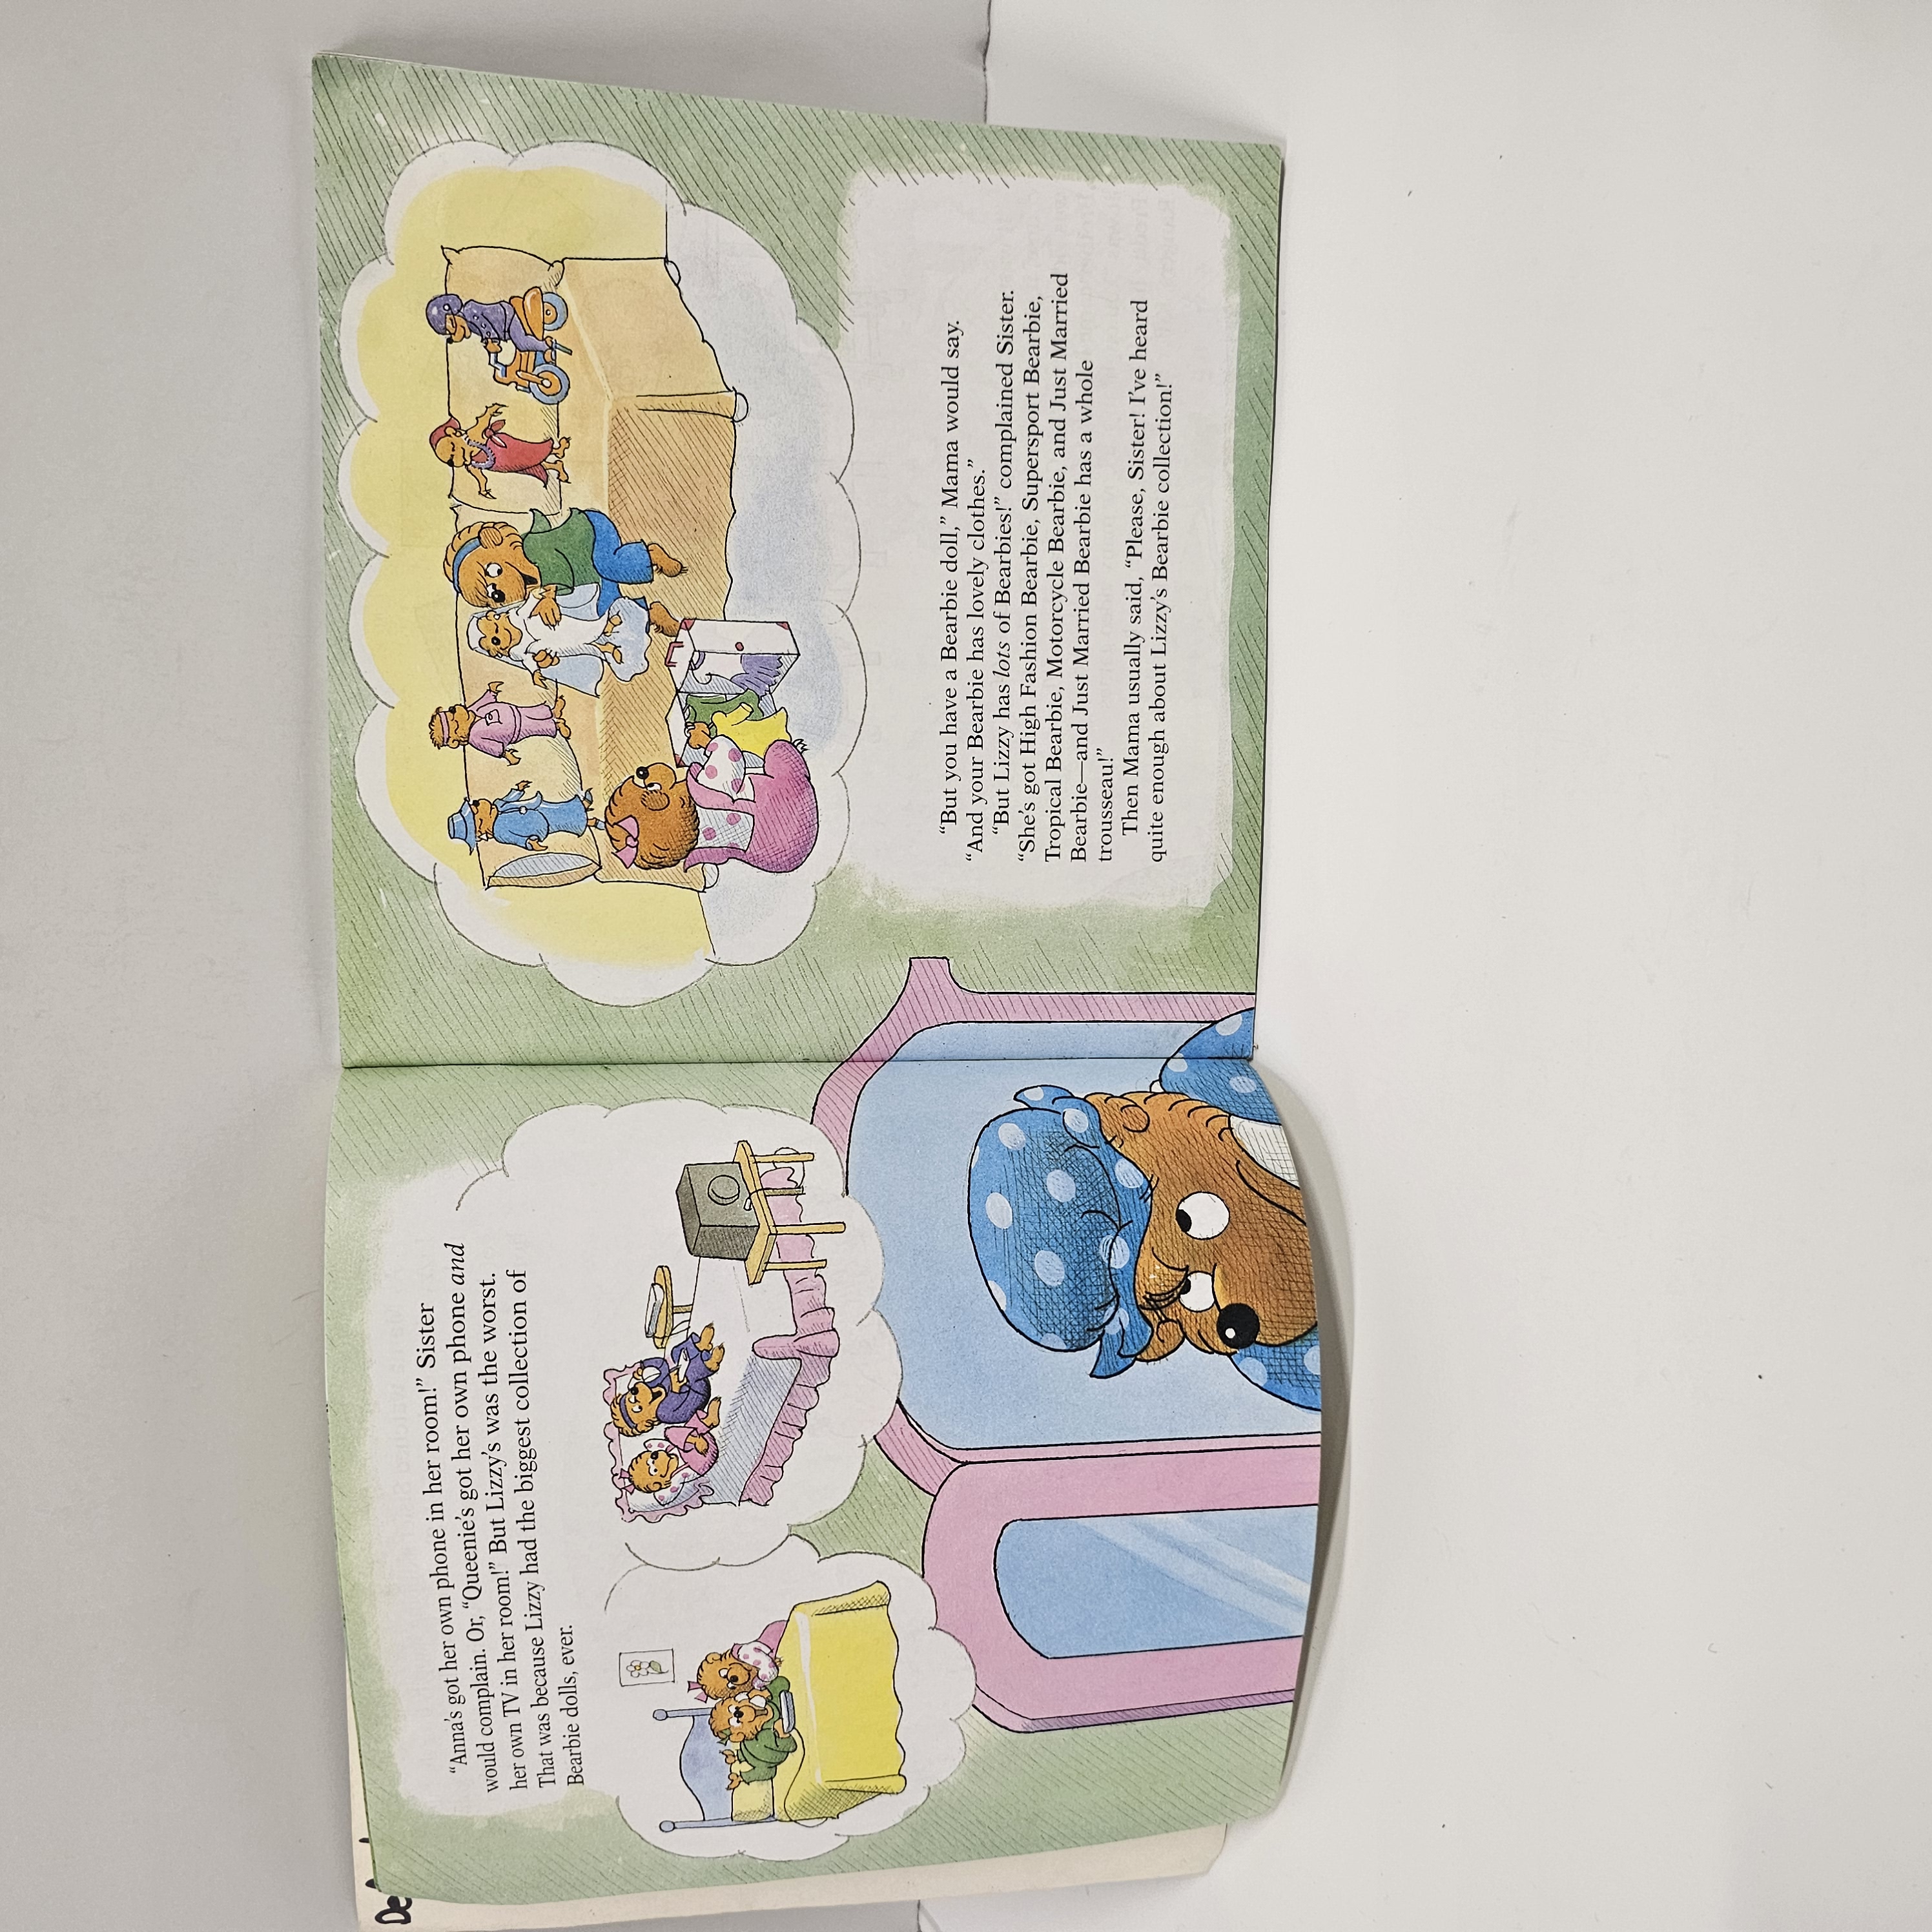 “Anna’s got her own phone in her room!” Sister
would complain. Or, “Queenie’s got her own phone and
her own TV in her room!” But Lizzy’s was the worst.
That was because Lizzy had the biggest collection of
Bearbie dolls, ever.
“But you have a Bearbie doll,” Mama would say.
“And your Bearbie has lovely clothes.”
“But Lizzy has lots of Bearbies!” complained Sister.
“She’s got High Fashion Bearbie, Supersport Bearbie,
Tropical Bearbie, Motorcycle Bearbie, and Just Married
Bearbie—and Just Married Bearbie has a whole
trousseau!”
Then Mama usually said, “Please, Sister! I’ve heard
quite enough about Lizzy’s Bearbie collection!”